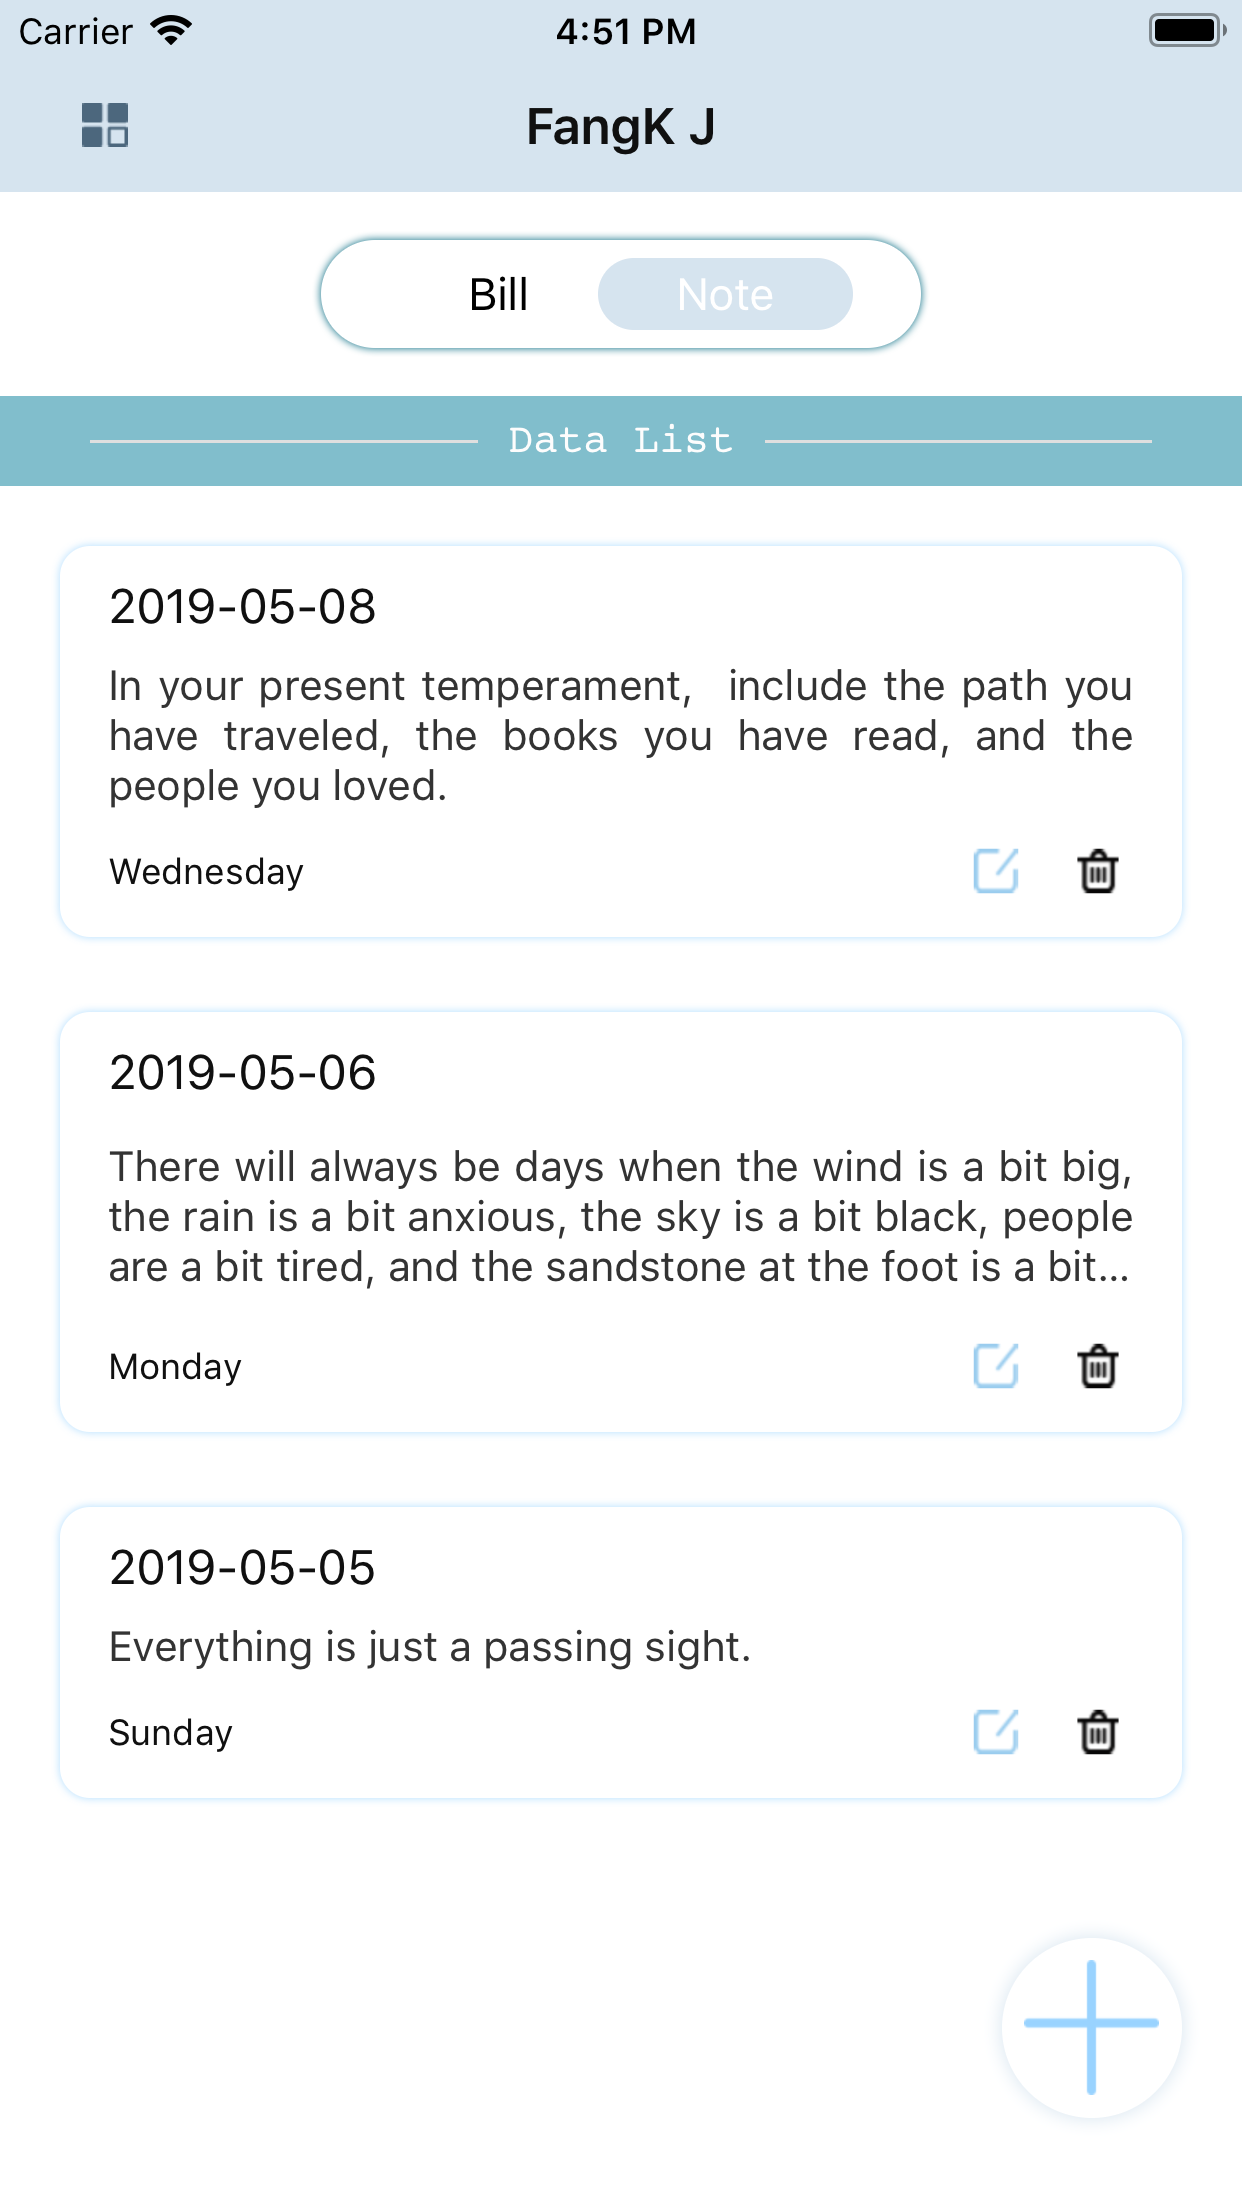 Carrier 4:51 PM
FangK J
Bill Note
Data List
2019-05-08
In your present temperament, include the path you
have traveled, the books you have read, and the
people you loved.
Wednesday
2019-05-06
There will always be days when the wind is a bit big,
the rain is a bit anxious, the sky is a bit black, people
are a bit tired, and the sandstone at the foot is a bit...
Monday
2019-05-05
Everything is just a passing sight.
Sunday